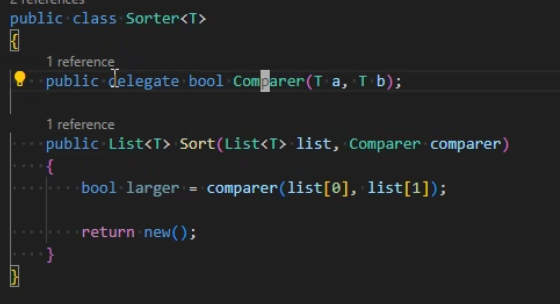 2 references
public class Sorter<T>
{
1 reference
public delegate bool Comparer(T a, T b);
1 reference
public List<T> Sort(List<T> list, Comparer comparer)
{
bool larger = comparer(list[0], list[1]);
return new();
}
}